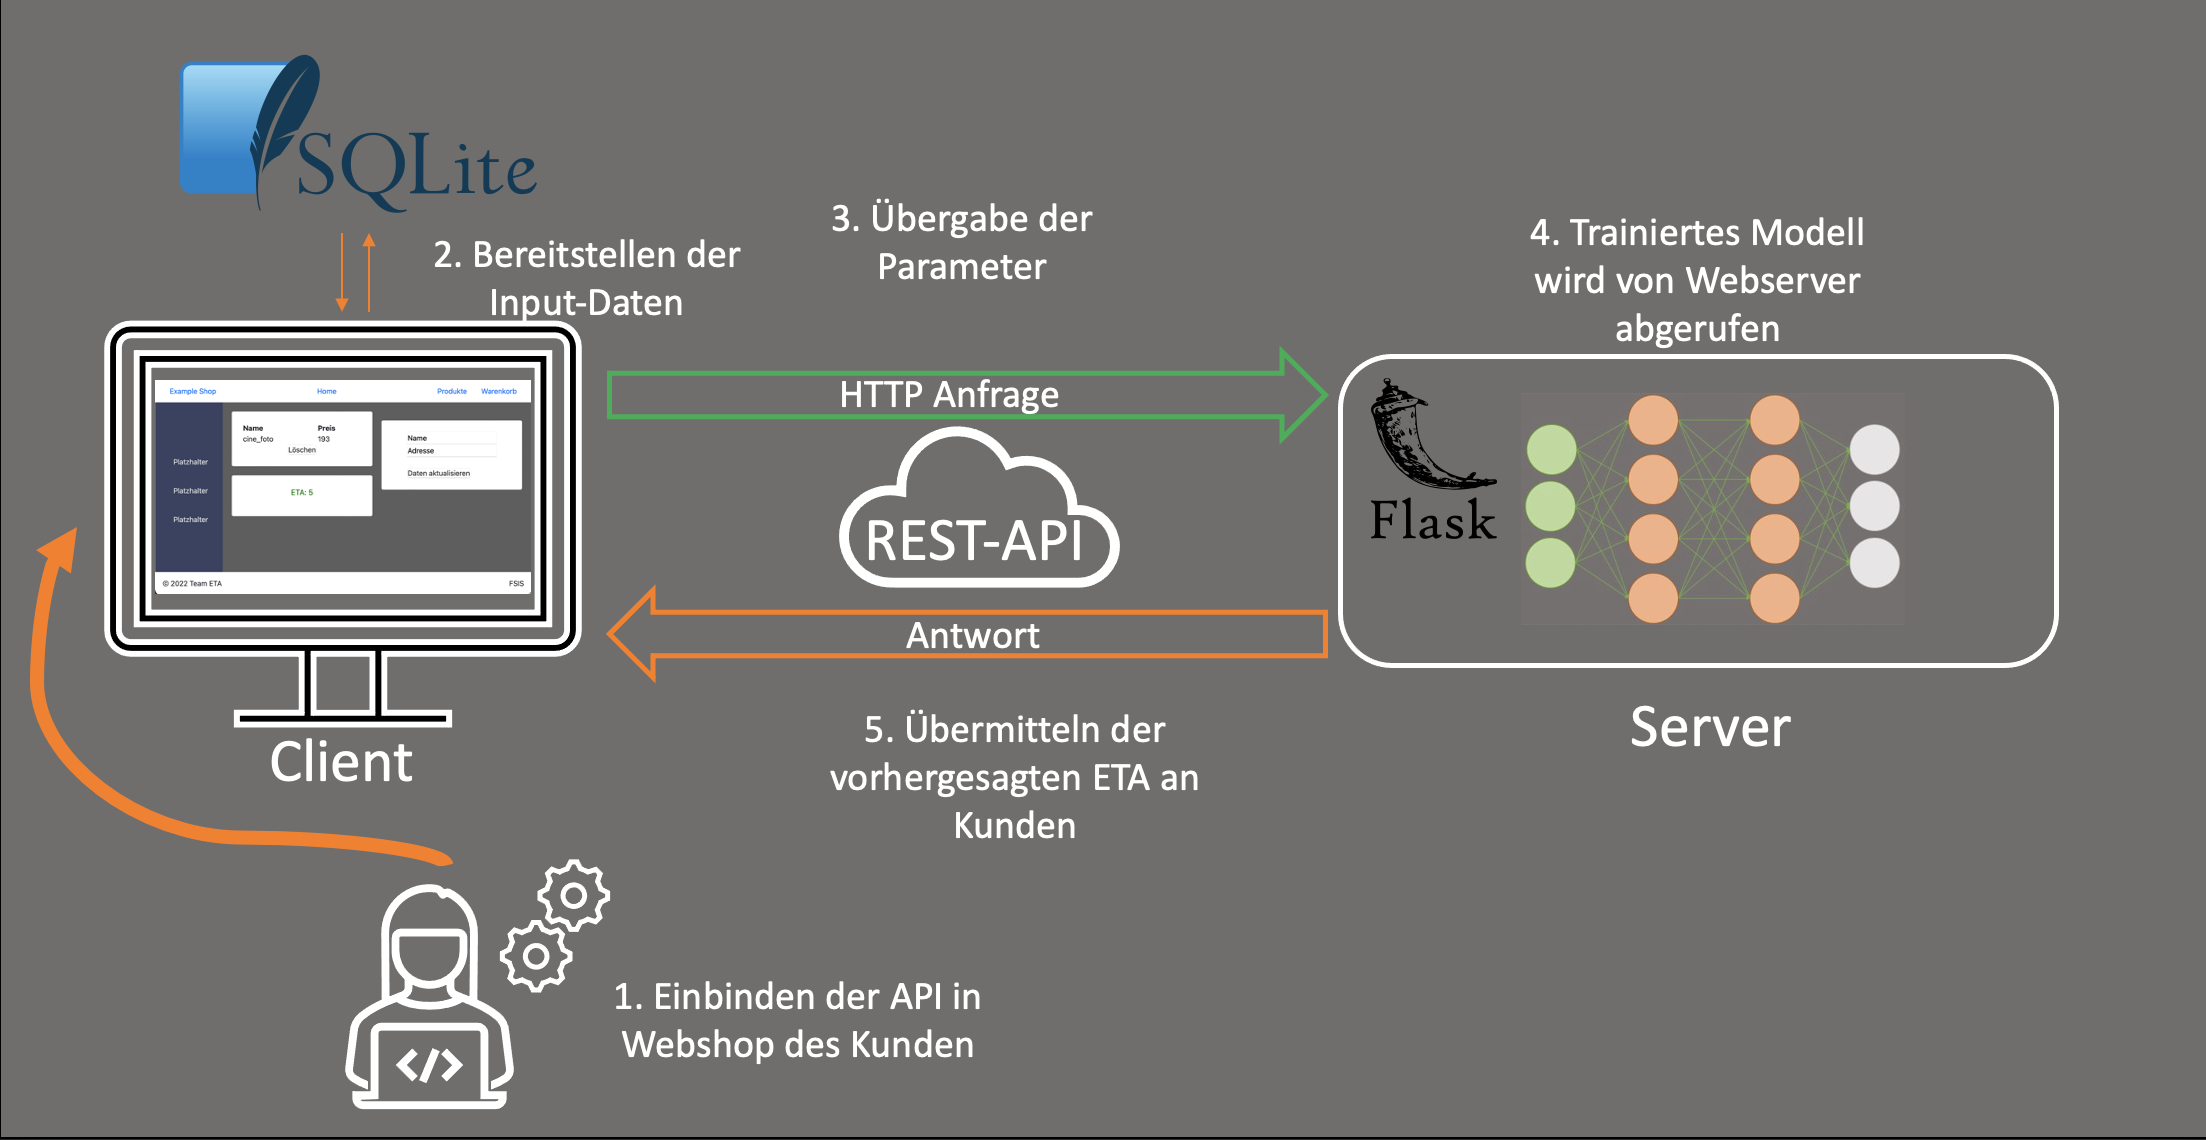 SQLite
2. Bereitstellen der
Input-Daten
3. Übergabe der
Parameter
4. Trainiertes Modell
wird von Webserver
abgerufen
HTTP Anfrage
REST-API
Antwort
Flask
Example Shop
Home
Produkte
Warenkorb
Platzhalter
Platzhalter
Platzhalter
Name
Preis
cine_foto
193
Löschen
ETA: 5
Name
Adresse
Daten aktualisieren
© 2022 Team ETA
FSIS
Client
Server
5. Übermitteln der
vorhergesagten ETA an
Kunden
</>
1. Einbinden der API in
Webshop des Kunden